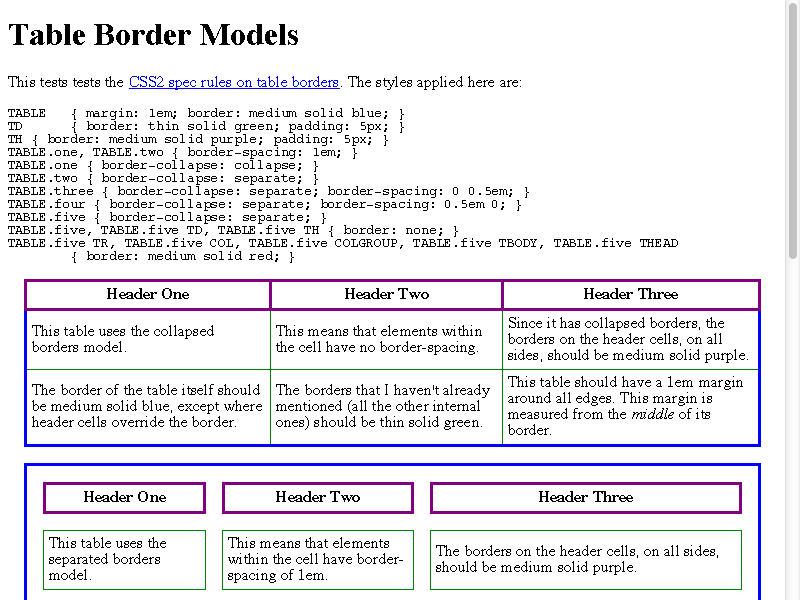 Table Border Models
This tests tests the CSS2 spec rules on table borders. The styles applied here are:
TABLE   { margin: 1em; border: medium solid blue; }
TD      { border: thin solid green; padding: 5px; }
TH { border: medium solid purple; padding: 5px; }
TABLE.one, TABLE.two { border-spacing: 1em; }
TABLE.one { border-collapse: collapse; }
TABLE.two { border-collapse: separate; }
TABLE.three { border-collapse: separate; border-spacing: 0 0.5em; }
TABLE.four { border-collapse: separate; border-spacing: 0.5em 0; }
TABLE.five { border-collapse: separate; }
TABLE.five, TABLE.five TD, TABLE.five TH { border: none; }
TABLE.five TR, TABLE.five COL, TABLE.five COLGROUP, TABLE.five TBODY, TABLE.five THEAD
        { border: medium solid red; }
Header One
Header Two
Header Three
This table uses the collapsed
borders model.
This means that elements within
the cell have no border-spacing.
Since it has collapsed borders, the
borders on the header cells, on all
sides, should be medium solid purple.
The border of the table itself should
be medium solid blue, except where
header cells override the border.
The borders that I haven't already
mentioned (all the other internal
ones) should be thin solid green.
This table should have a 1em margin
around all edges. This margin is
measured from the middle of its
border.
Header One
Header Two
Header Three
This table uses the
separated borders
model.
This means that elements
within the cell have border-
spacing of 1em.
The borders on the header cells, on all sides,
should be medium solid purple.